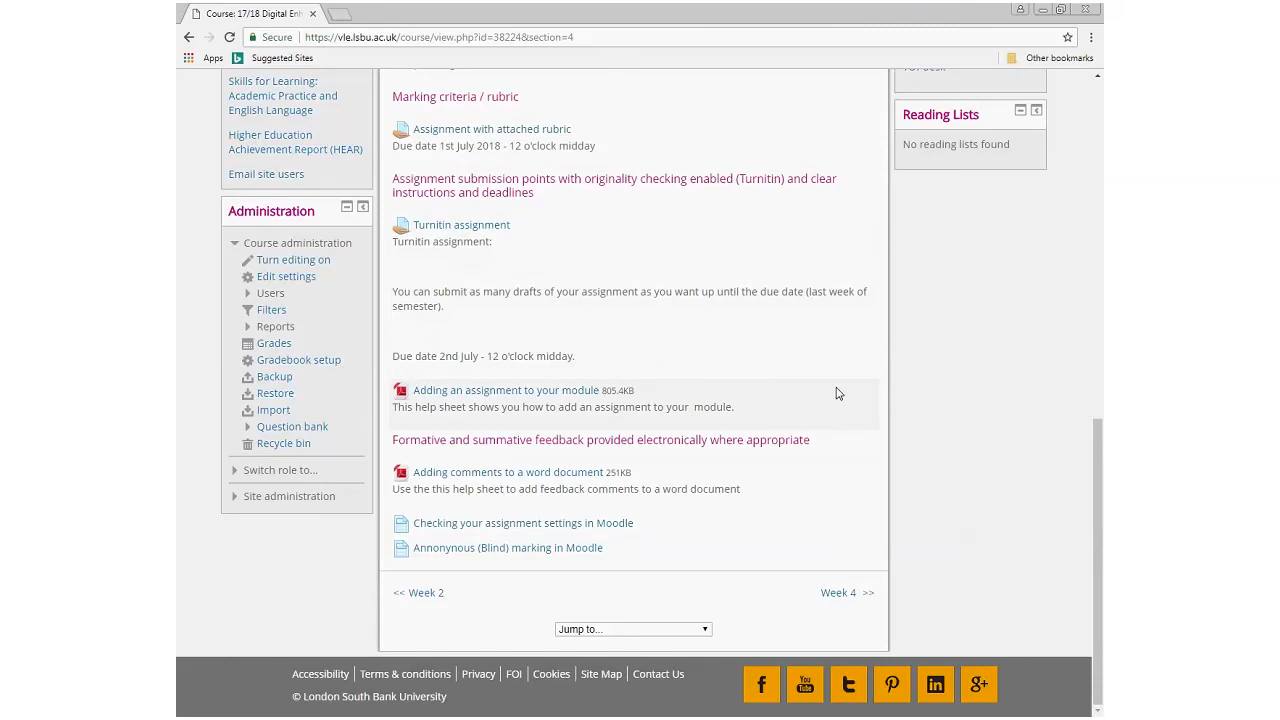 Course: 17/18 Digital Enh
Secure https://vle.lsbu.ac.uk/course/view.php?id=38224&section=4
Apps Suggested Sites Other bookmarks
Skills for Learning:
Academic Practice and
English Language
Higher Education
Achievement Report (HEAR)
Email site users
Administration
Course administration
Turn editing on
Edit settings
Users
Filters
Reports
Grades
Gradebook setup
Backup
Restore
Import
Question bank
Recycle bin
Switch role to...
Site administration
Marking criteria / rubric
Assignment with attached rubric
Due date 1st July 2018 - 12 o'clock midday
Assignment submission points with originality checking enabled (Turnitin) and clear
instructions and deadlines
Turnitin assignment
Turnitin assignment:
You can submit as many drafts of your assignment as you want up until the due date (last week of
semester).
Due date 2nd July - 12 o'clock midday.
Adding an assignment to your module 805.4KB
This help sheet shows you how to add an assignment to your module.
Formative and summative feedback provided electronically where appropriate
Adding comments to a word document 251KB
Use the this help sheet to add feedback comments to a word document
Checking your assignment settings in Moodle
Annonynous (Blind) marking in Moodle
<< Week 2
Week 4 >>
Jump to...
Reading Lists
No reading lists found
Accessibility Terms & conditions Privacy FOI Cookies Site Map Contact Us
© London South Bank University
You
Tube
g+